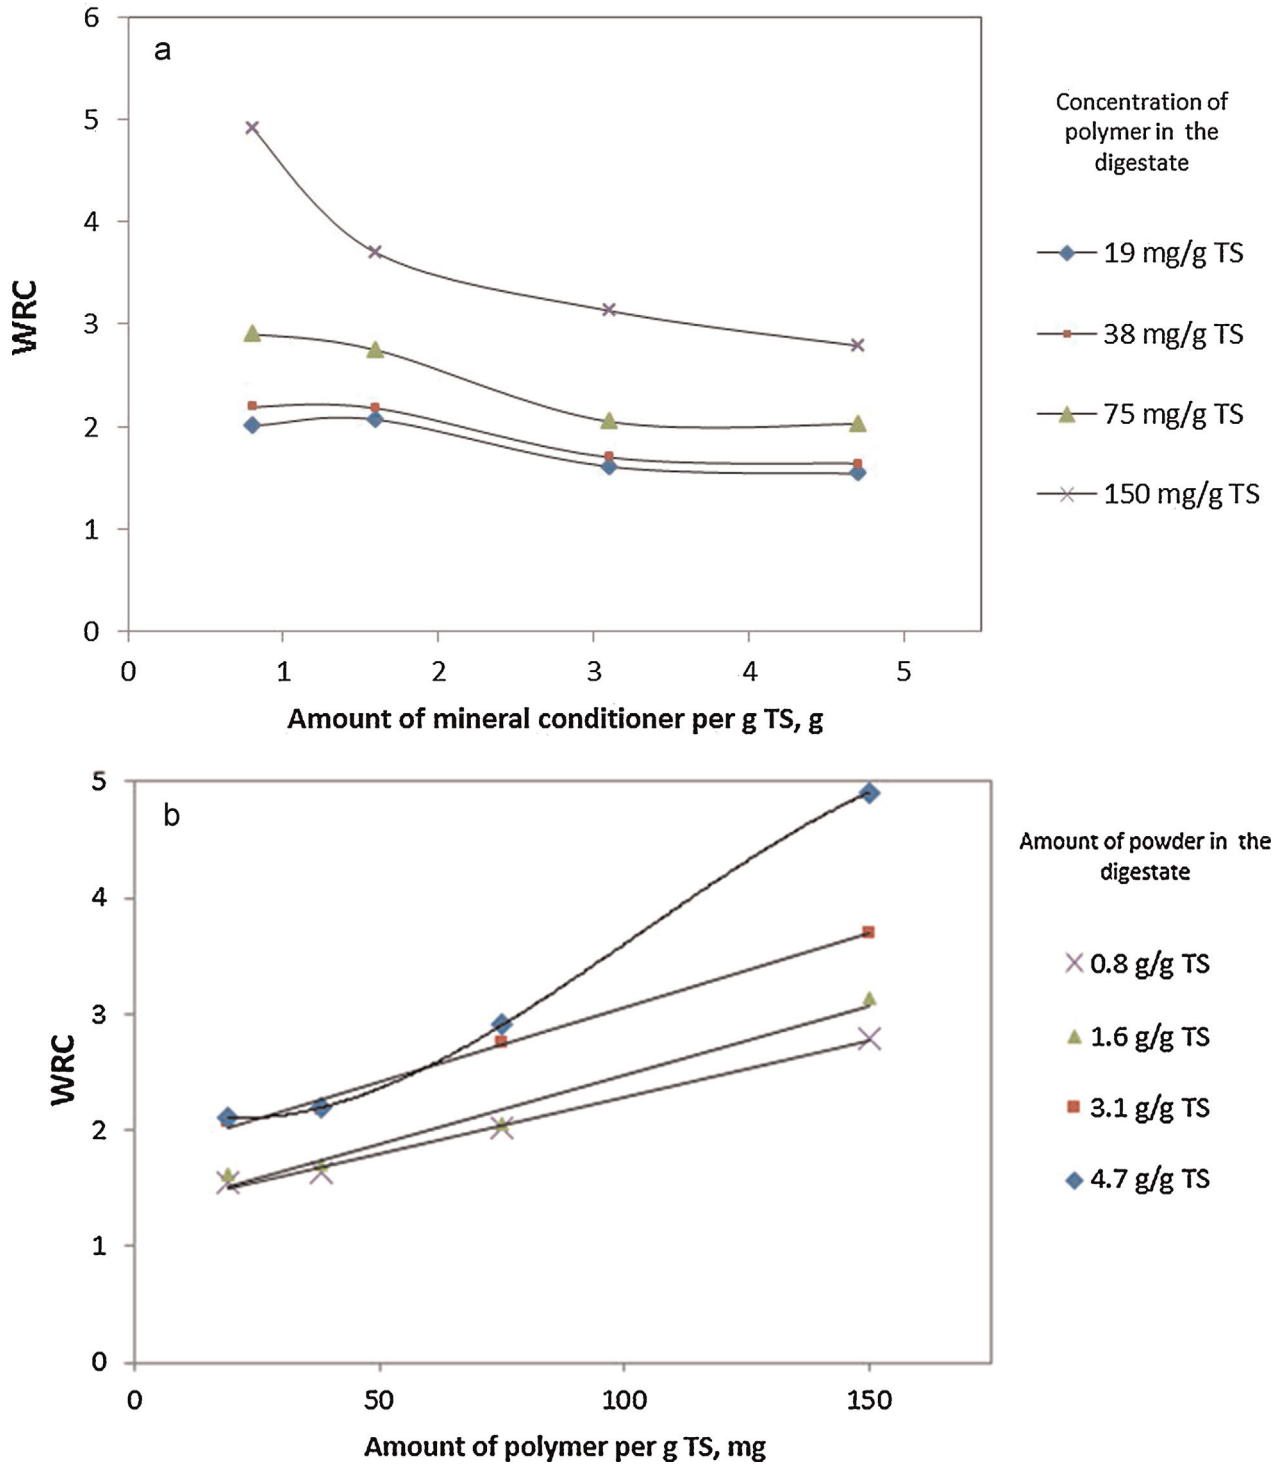 6
a
5
4
3
2
1
0
WRC
0 1 2 3 4 5
Amount of mineral conditioner per g TS, g
Concentration of
polymer in the
digestate
19 mg/g TS
38 mg/g TS
75 mg/g TS
150 mg/g TS
5
b
4
3
2
1
0
WRC
0 50 100 150
Amount of polymer per g TS, mg
Amount of powder in the
digestate
0.8 g/g TS
1.6 g/g TS
3.1 g/g TS
4.7 g/g TS